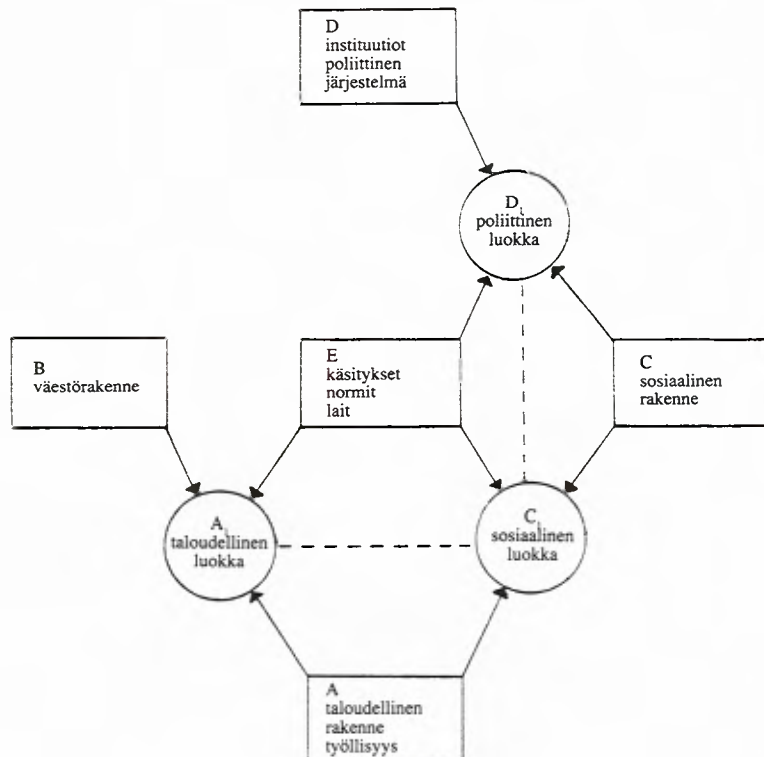 D
instituutiot
poliittinen
järjestelmä
D₁
poliittinen
luokka
B
väestörakenne
E
käsitykset
normit
lait
C
sosiaalinen
rakenne
A₁
taloudellinen
luokka
C₁
sosiaalinen
luokka
A
taloudellinen
rakenne
työllisyys